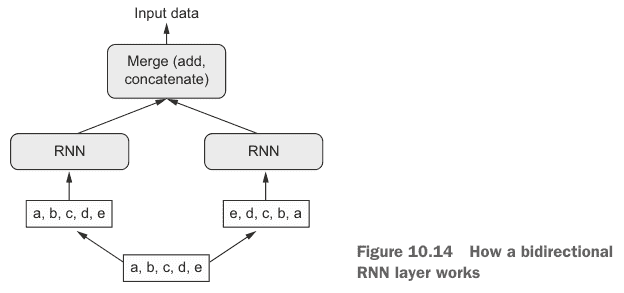 Input data
Merge (add,
concatenate)
RNN
RNN
a, b, c, d, e
e, d, c, b, a
a, b, c, d, e
Figure 10.14 How a bidirectional
RNN layer works